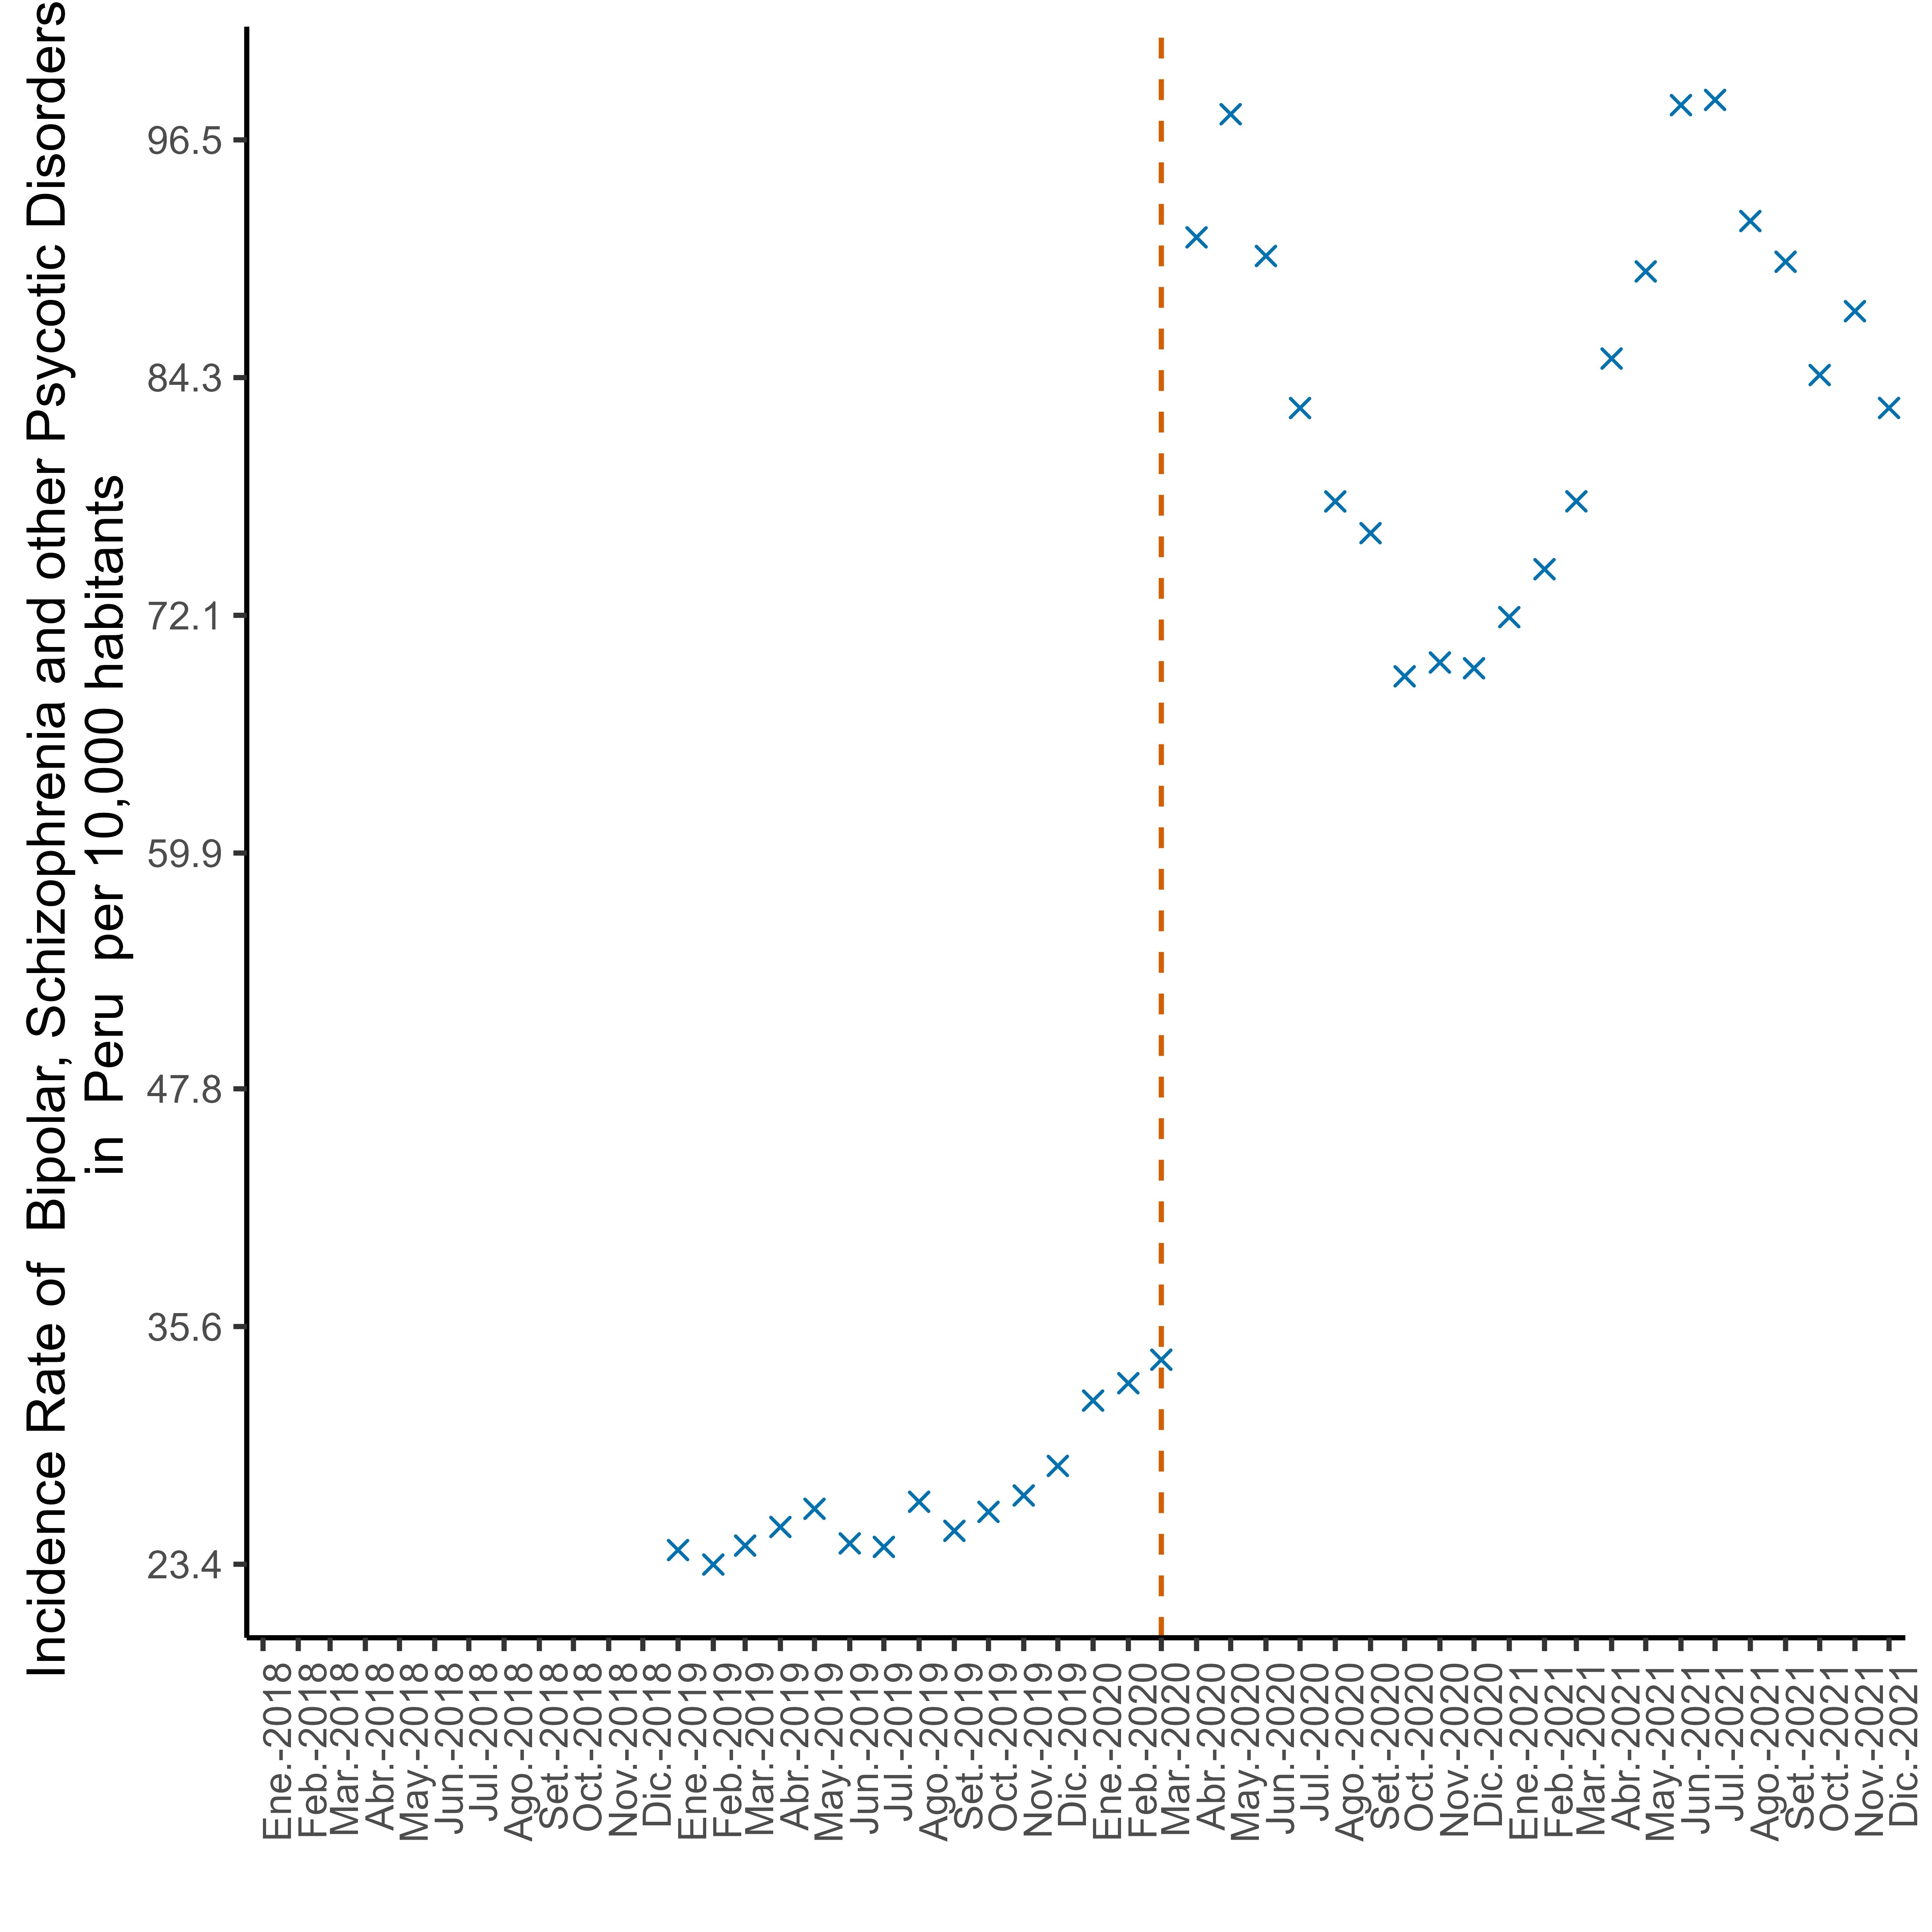 Incidence Rate of  Bipolar, Schizophrenia and other Psycotic Disorders
in  Peru  per 10,000 habitants
96.5
84.3
72.1
59.9
47.8
35.6
23.4
Ene.-2018
Feb.-2018
Mar.-2018
Abr.-2018
May.-2018
Jun.-2018
Jul.-2018
Ago.-2018
Set.-2018
Oct.-2018
Nov.-2018
Dic.-2018
Ene.-2019
Feb.-2019
Mar.-2019
Abr.-2019
May.-2019
Jun.-2019
Jul.-2019
Ago.-2019
Set.-2019
Oct.-2019
Nov.-2019
Dic.-2019
Ene.-2020
Feb.-2020
Mar.-2020
Abr.-2020
May.-2020
Jun.-2020
Jul.-2020
Ago.-2020
Set.-2020
Oct.-2020
Nov.-2020
Dic.-2020
Ene.-2021
Feb.-2021
Mar.-2021
Abr.-2021
May.-2021
Jun.-2021
Jul.-2021
Ago.-2021
Set.-2021
Oct.-2021
Nov.-2021
Dic.-2021